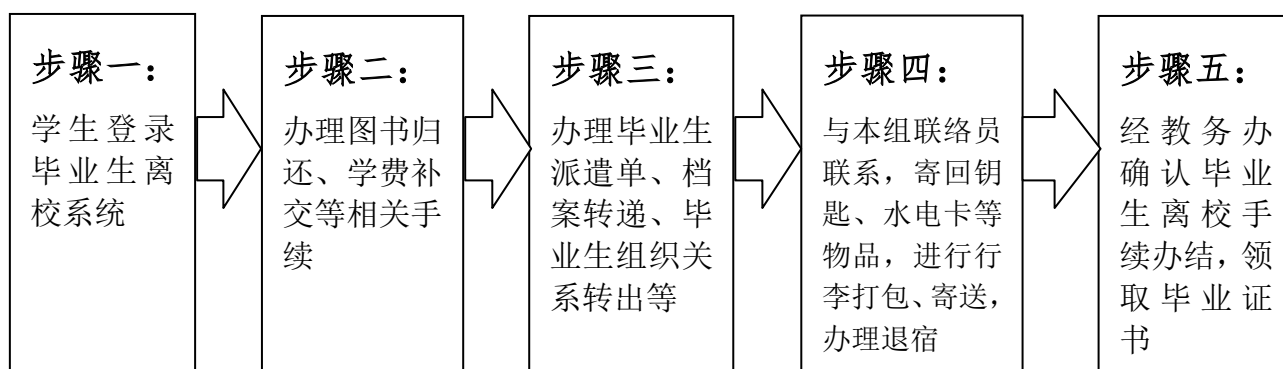 步骤一：
学生登录
毕业生离
校系统
步骤二：
办理图书归
还、学费补
交等相关手
续
步骤三：
办理毕业生
派遣单、档
案转递、毕
业生组织关
系转出等
步骤四：
与本组联络员
联系，寄回钥
匙、水电卡等
物品，进行行
李打包、寄送，
办理退宿
步骤五：
经教务办
确认毕业
生离校手
续办结，领
取毕业证
书